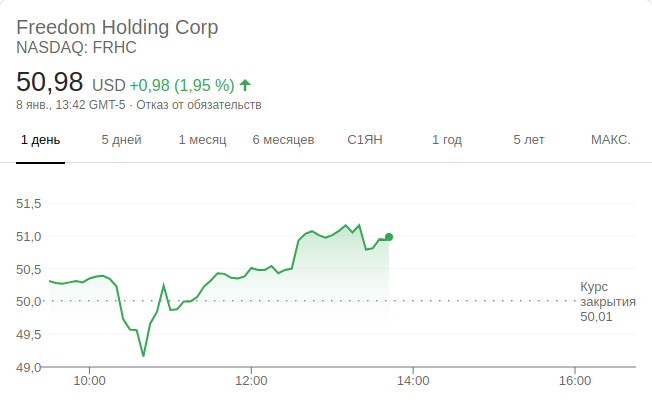 Freedom Holding Corp
NASDAQ: FRHC
50,98 USD +0,98 (1,95 %)
8 янв., 13:42 GMT-5 · Отказ от обязательств
1 день 5 дней 1 месяц 6 месяцев С1ЯН 1 год 5 лет МАКС.
51,5
51,0
50,5
50,0
49,5
49,0
Курс
закрытия
50,01
10:00 12:00 14:00 16:00